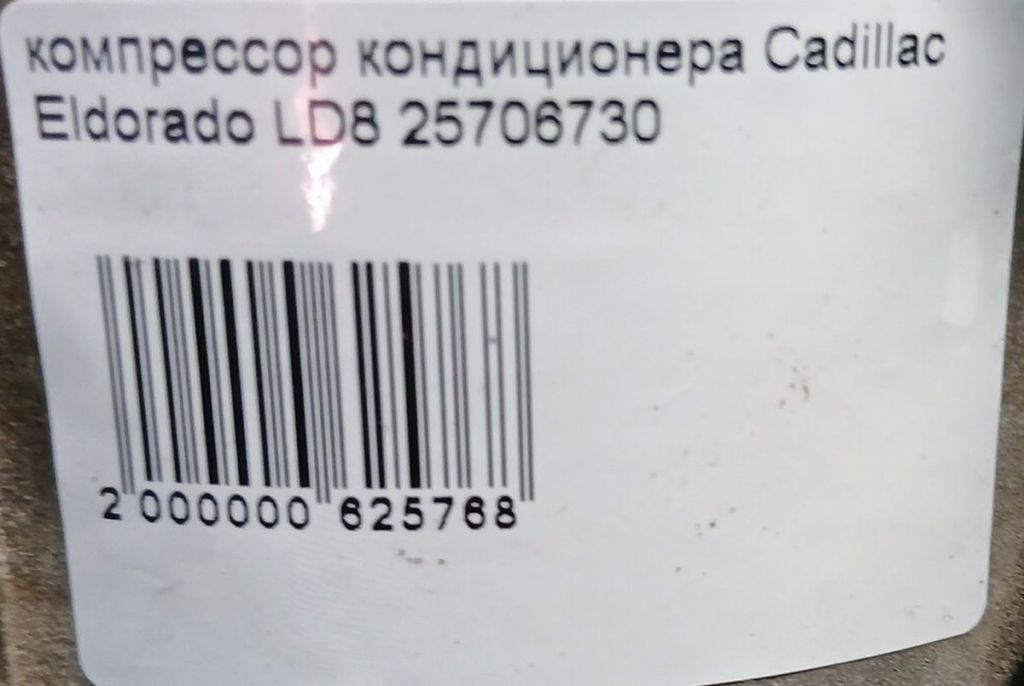 компрессор кондиционера Cadillac
Eldorado LD8 25706730
2 000000 625768